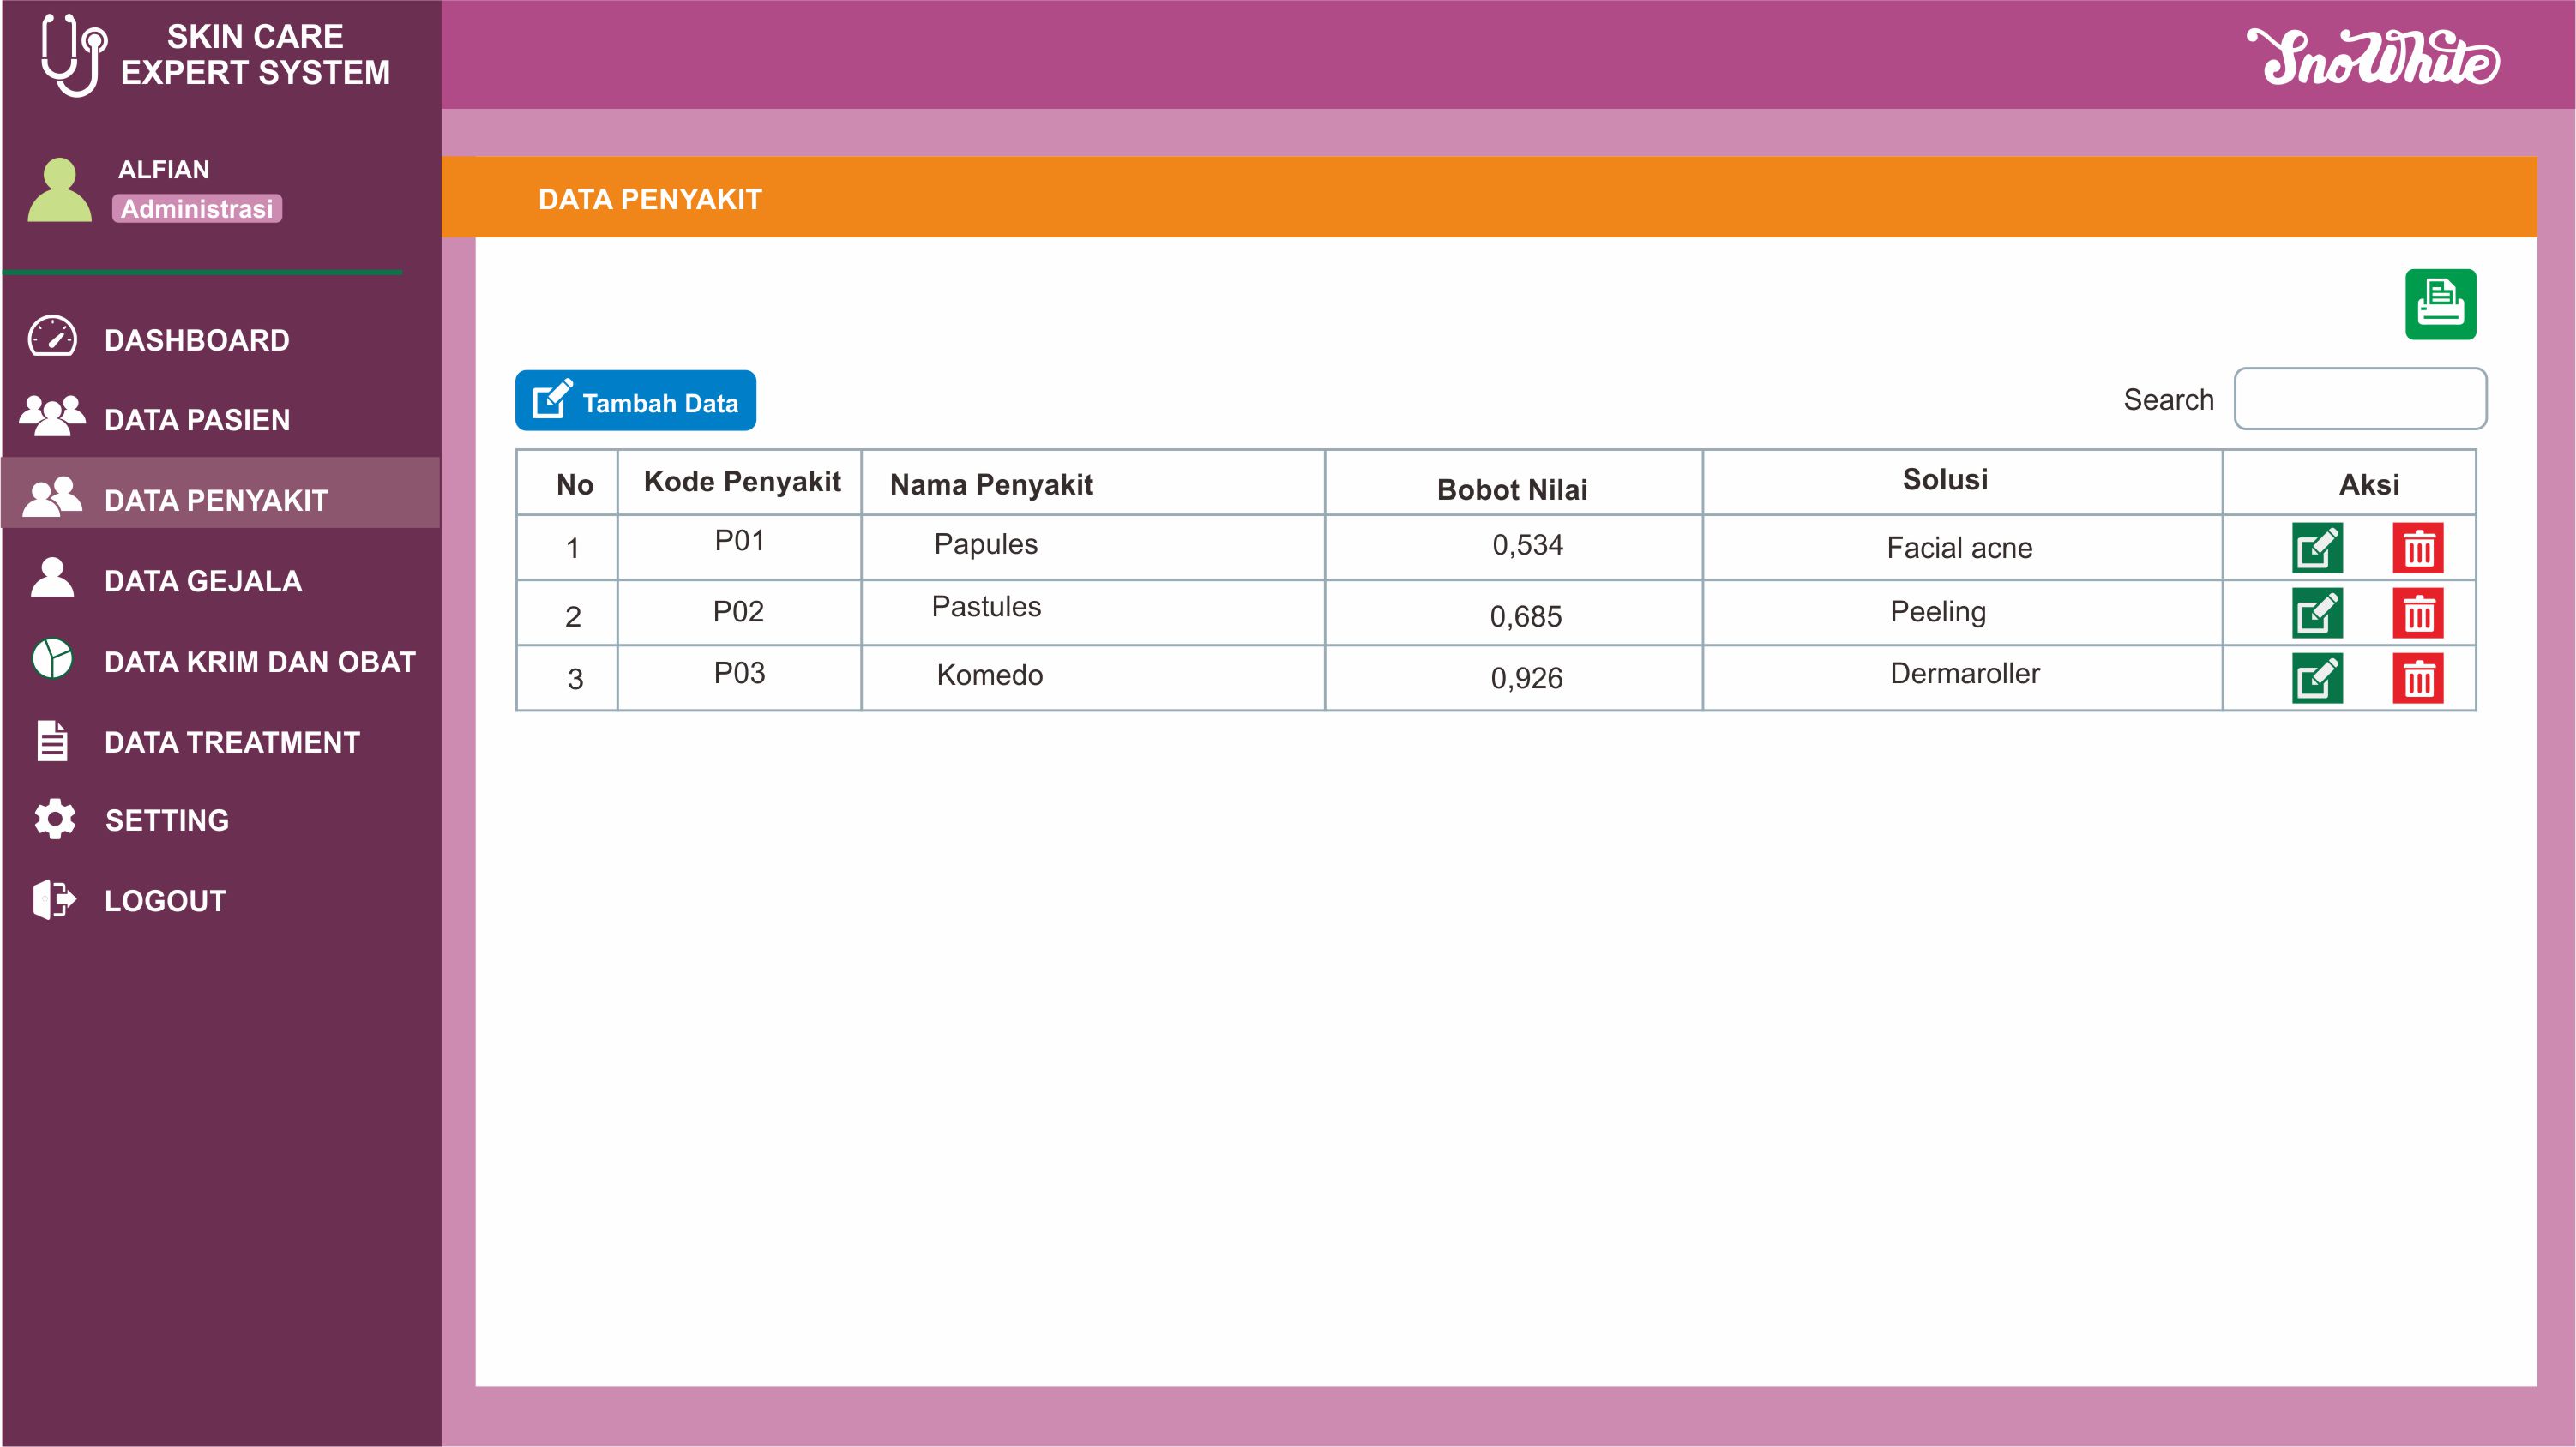 SKIN CARE
EXPERT SYSTEM
SnoWhite
ALFIAN
Administrasi
DASHBOARD
DATA PASIEN
DATA PENYAKIT
DATA GEJALA
DATA KRIM DAN OBAT
DATA TREATMENT
SETTING
LOGOUT
DATA PENYAKIT
Tambah Data
Search
No Kode Penyakit Nama Penyakit Bobot Nilai Solusi Aksi
1 P01 Papules 0,534 Facial acne
2 P02 Pastules 0,685 Peeling
3 P03 Komedo 0,926 Dermaroller